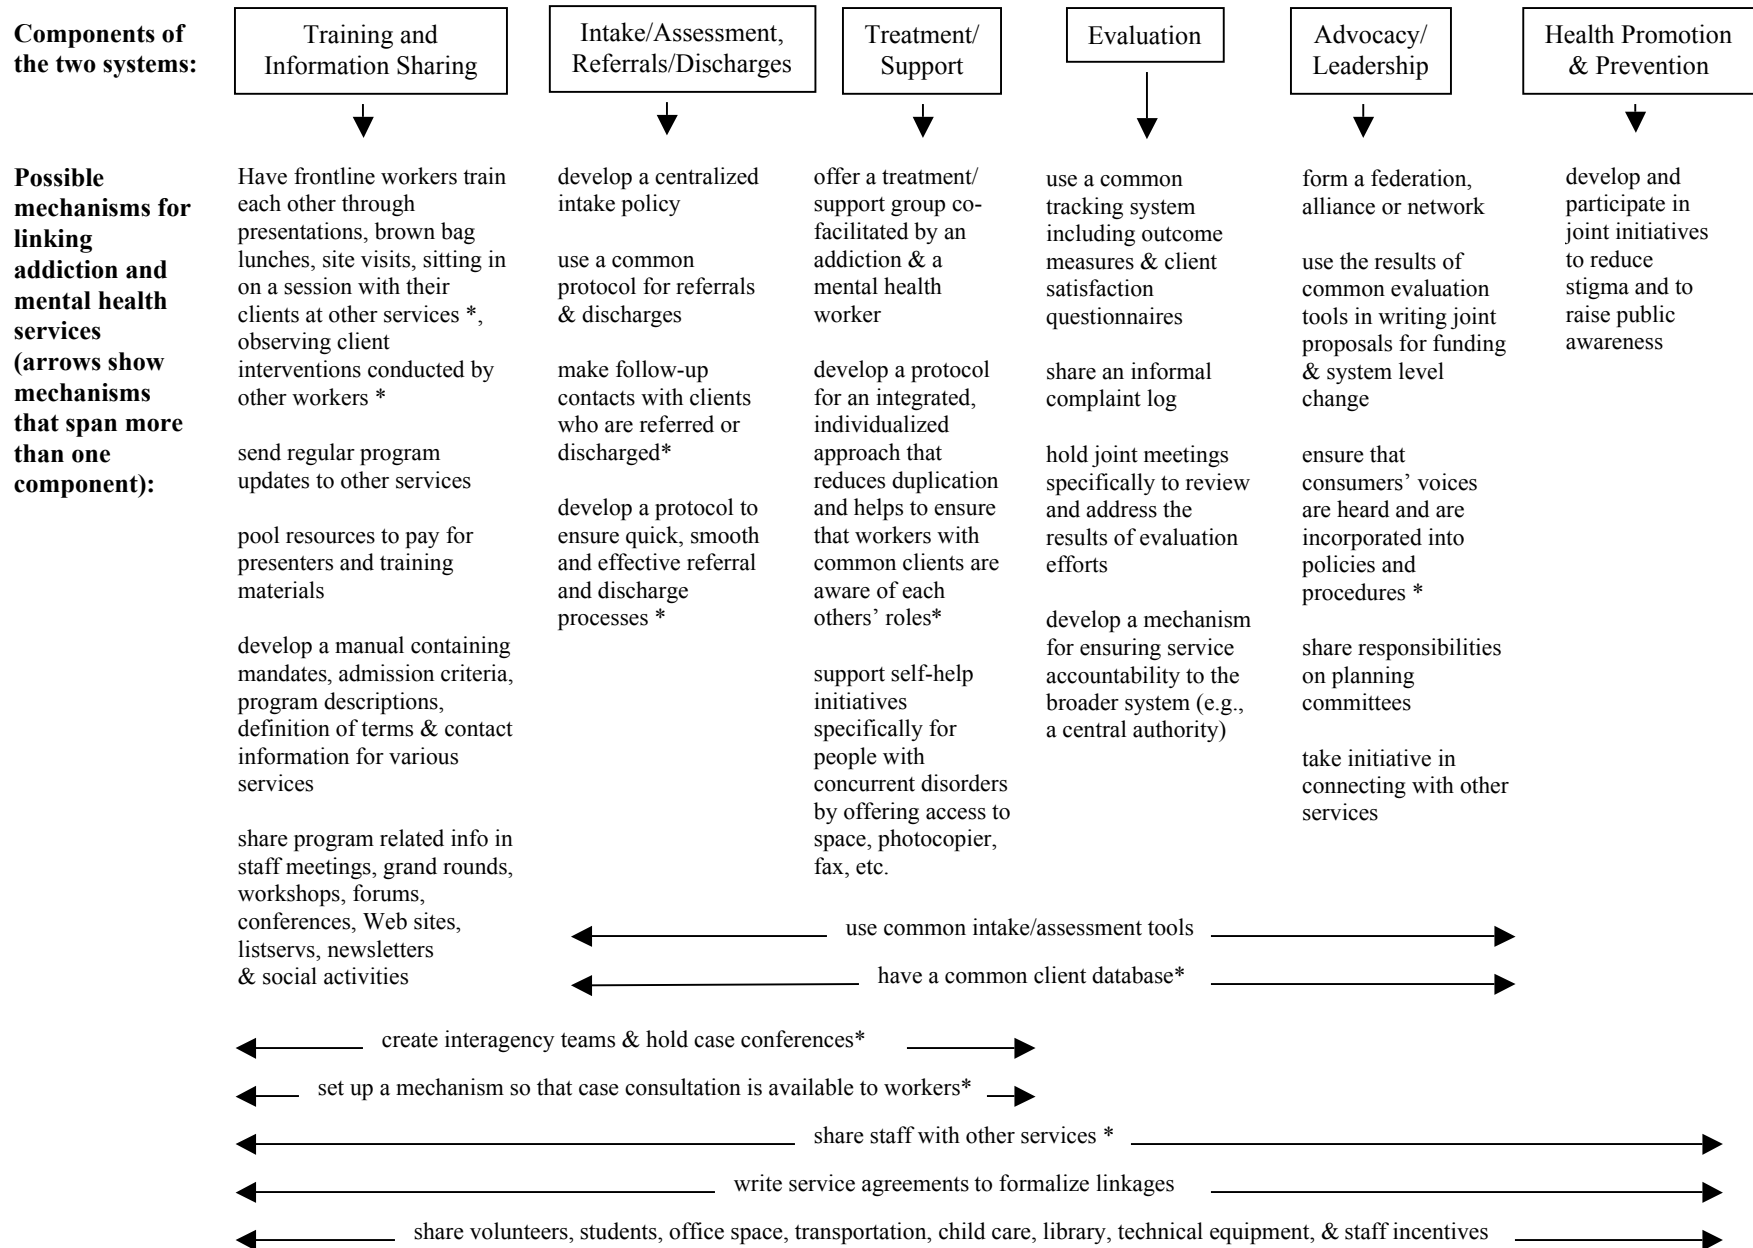 Components of
the two systems:
Training and
Information Sharing
Intake/Assessment,
Referrals/Discharges
Treatment/
Support
Evaluation
Advocacy/
Leadership
Health Promotion
& Prevention
Possible
mechanisms for
linking
addiction and
mental health
services
(arrows show
mechanisms
that span more
than one
component):
Have frontline workers train
each other through
presentations, brown bag
lunches, site visits, sitting in
on a session with their
clients at other services *,
observing client
interventions conducted by
other workers *
send regular program
updates to other services
pool resources to pay for
presenters and training
materials
develop a manual containing
mandates, admission criteria,
program descriptions,
definition of terms & contact
information for various
services
share program related info in
staff meetings, grand rounds,
workshops, forums,
conferences, Web sites,
listservs, newsletters
& social activities
develop a centralized
intake policy
use a common
protocol for referrals
& discharges
make follow-up
contacts with clients
who are referred or
discharged*
develop a protocol to
ensure quick, smooth
and effective referral
and discharge
processes *
offer a treatment/
support group co-
facilitated by an
addiction & a
mental health
worker
develop a protocol
for an integrated,
individualized
approach that
reduces duplication
and helps to ensure
that workers with
common clients are
aware of each
others’ roles*
support self-help
initiatives
specifically for
people with
concurrent disorders
by offering access to
space, photocopier,
fax, etc.
use a common
tracking system
including outcome
measures & client
satisfaction
questionnaires
share an informal
complaint log
hold joint meetings
specifically to review
and address the
results of evaluation
efforts
develop a mechanism
for ensuring service
accountability to the
broader system (e.g.,
a central authority)
form a federation,
alliance or network
use the results of
common evaluation
tools in writing joint
proposals for funding
& system level
change
ensure that
consumers’ voices
are heard and are
incorporated into
policies and
procedures *
share responsibilities
on planning
committees
take initiative in
connecting with other
services
develop and
participate in
joint initiatives
to reduce
stigma and to
raise public
awareness
use common intake/assessment tools
have a common client database*
create interagency teams & hold case conferences*
set up a mechanism so that case consultation is available to workers*
share staff with other services *
write service agreements to formalize linkages
share volunteers, students, office space, transportation, child care, library, technical equipment, & staff incentives